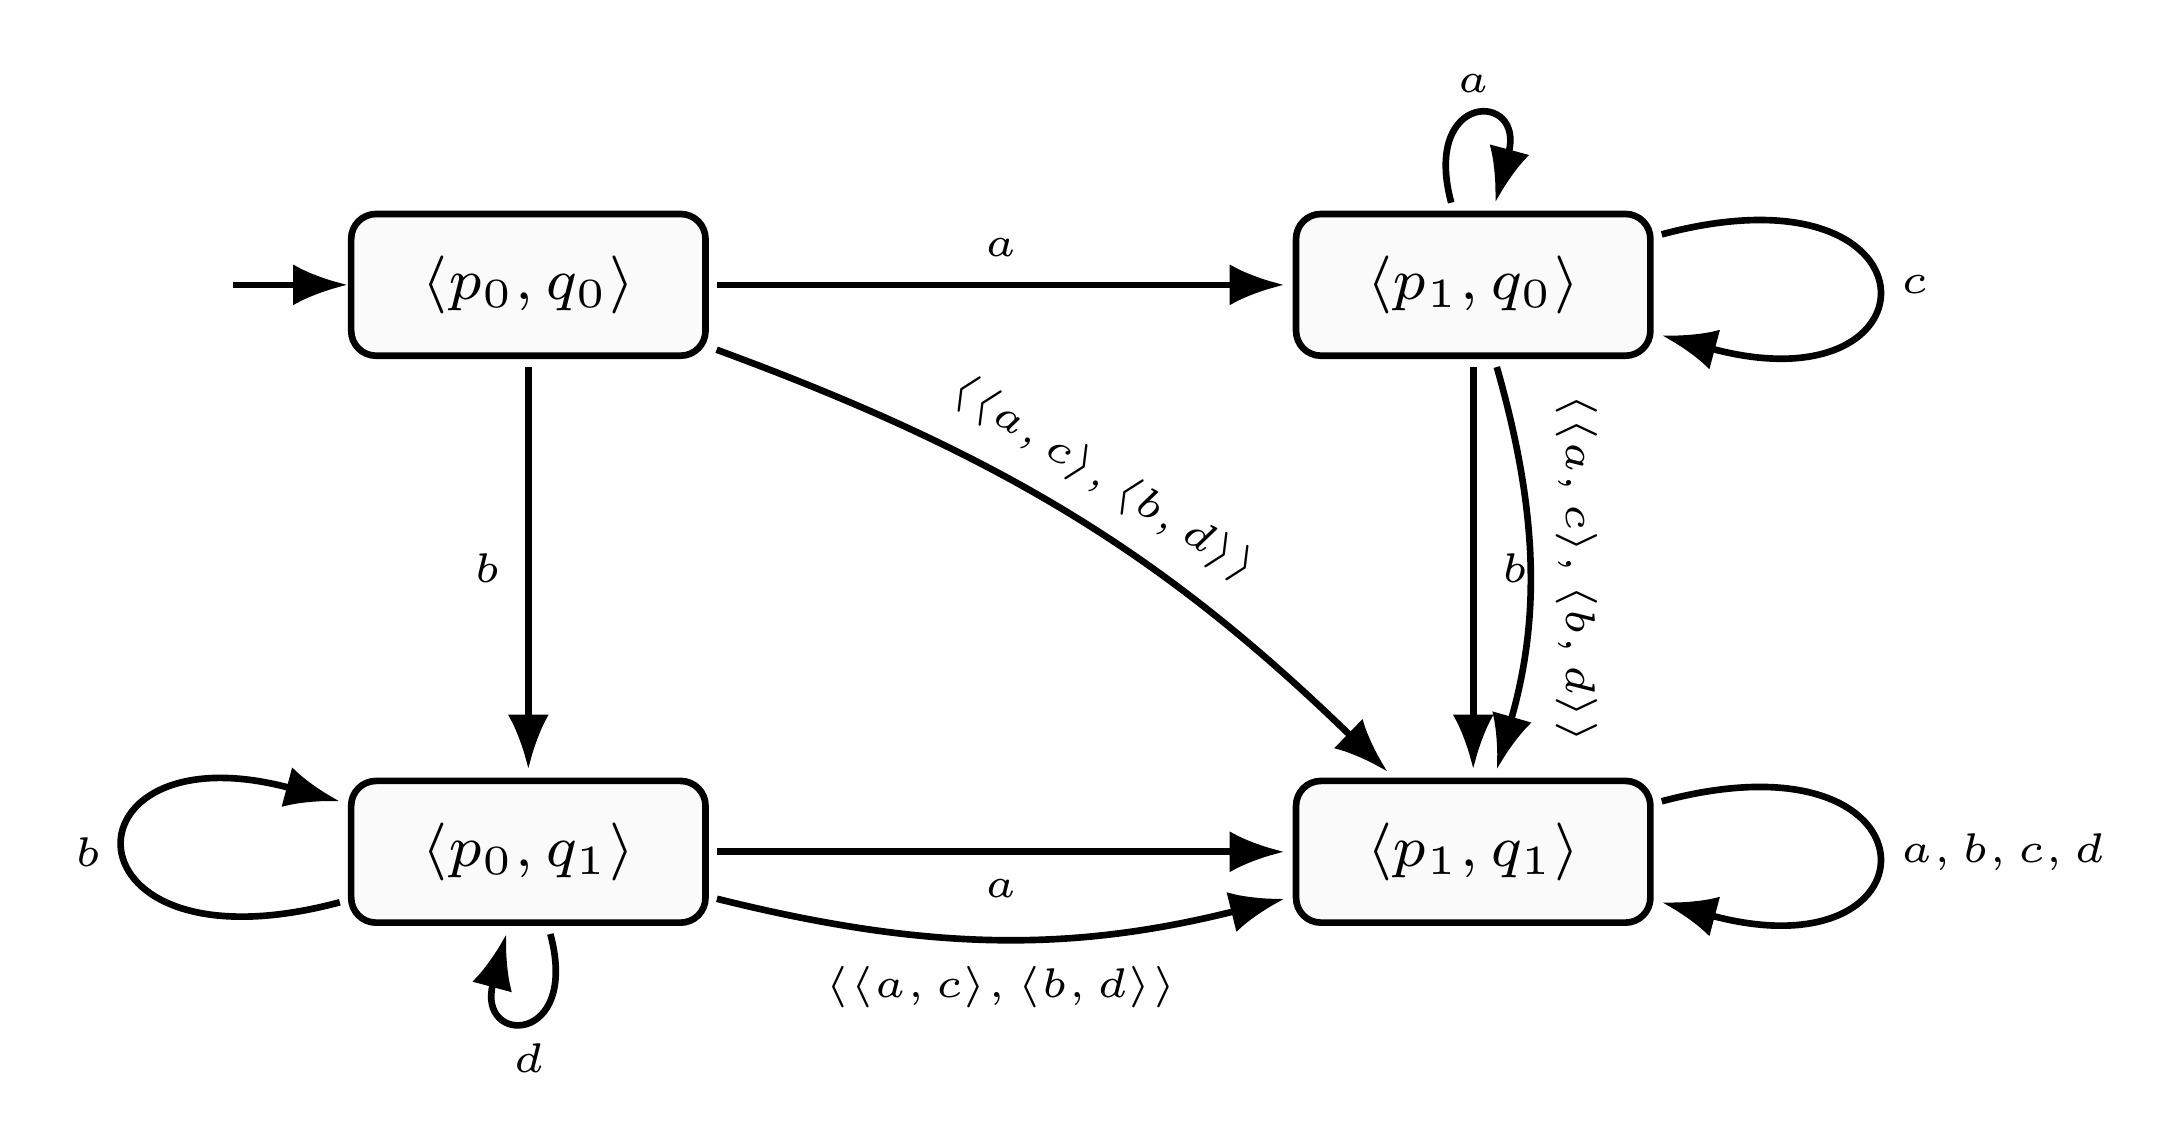 a
⟨p₀, q₀⟩
a
⟨p₁, q₀⟩
c
⟨⟨a, c⟩, ⟨b, d⟩⟩
⟨⟨a, c⟩, ⟨b, d⟩⟩
b
b
b
⟨p₀, q₁⟩
a
⟨p₁, q₁⟩
a, b, c, d
⟨⟨a, c⟩, ⟨b, d⟩⟩
d